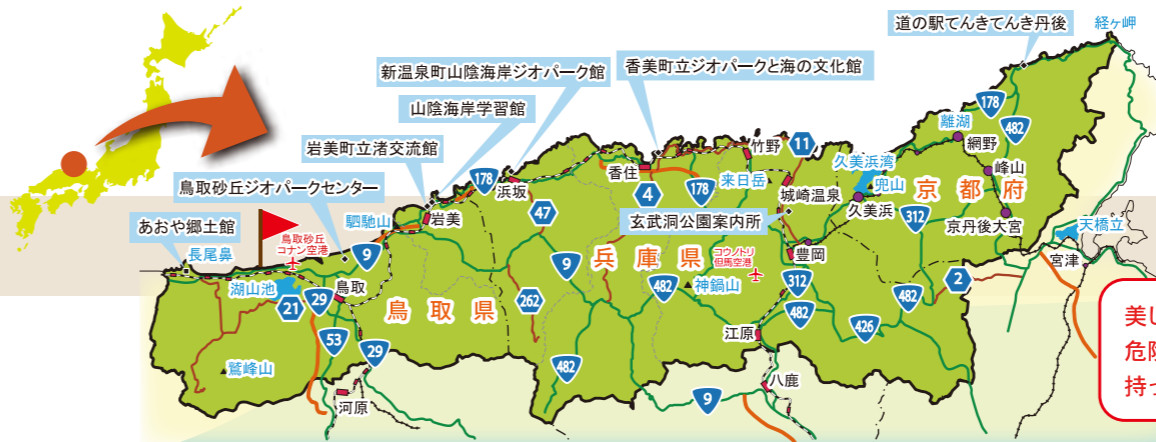 道の駅てんきてんき丹後
経ヶ岬
新温泉町山陰海岸ジオパーク館
香美町立ジオパークと海の文化館
山陰海岸学習館
岩美町立渚交流館
鳥取砂丘ジオパークセンター
あおや郷土館
178
離湖
482
網野
竹野
11
久美浜湾
峰山
香住
来日岳
兜山
京都府
178
浜坂
4
178
城崎温泉
久美浜
312
京丹後大宮
47
玄武洞公園案内所
駟馳山
岩美
長尾鼻
鳥取砂丘
コナン空港
9
9
兵庫県
コウノトリ
但馬空港
豊岡
天橋立
宮津
湖山池
鳥取
21
29
鳥取県
262
482
神鍋山
312
482
482
2
53
29
江原
426
鷲峰山
482
八鹿
河原
9
美し
危険
持っ